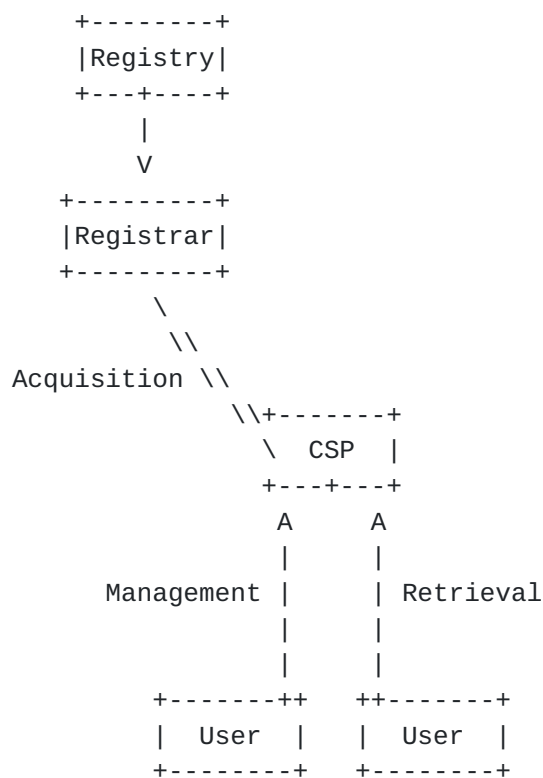 +--------+
|Registry|
+---+----+
|
V
+---------+
|Registrar|
+---------+
\
\\
Acquisition \\
\\+-------+
\ CSP |
+---+---+
A A
| |
Management | | Retrieval
| |
| |
+-------++ ++-------+
| User | | User |
+--------+ +--------+